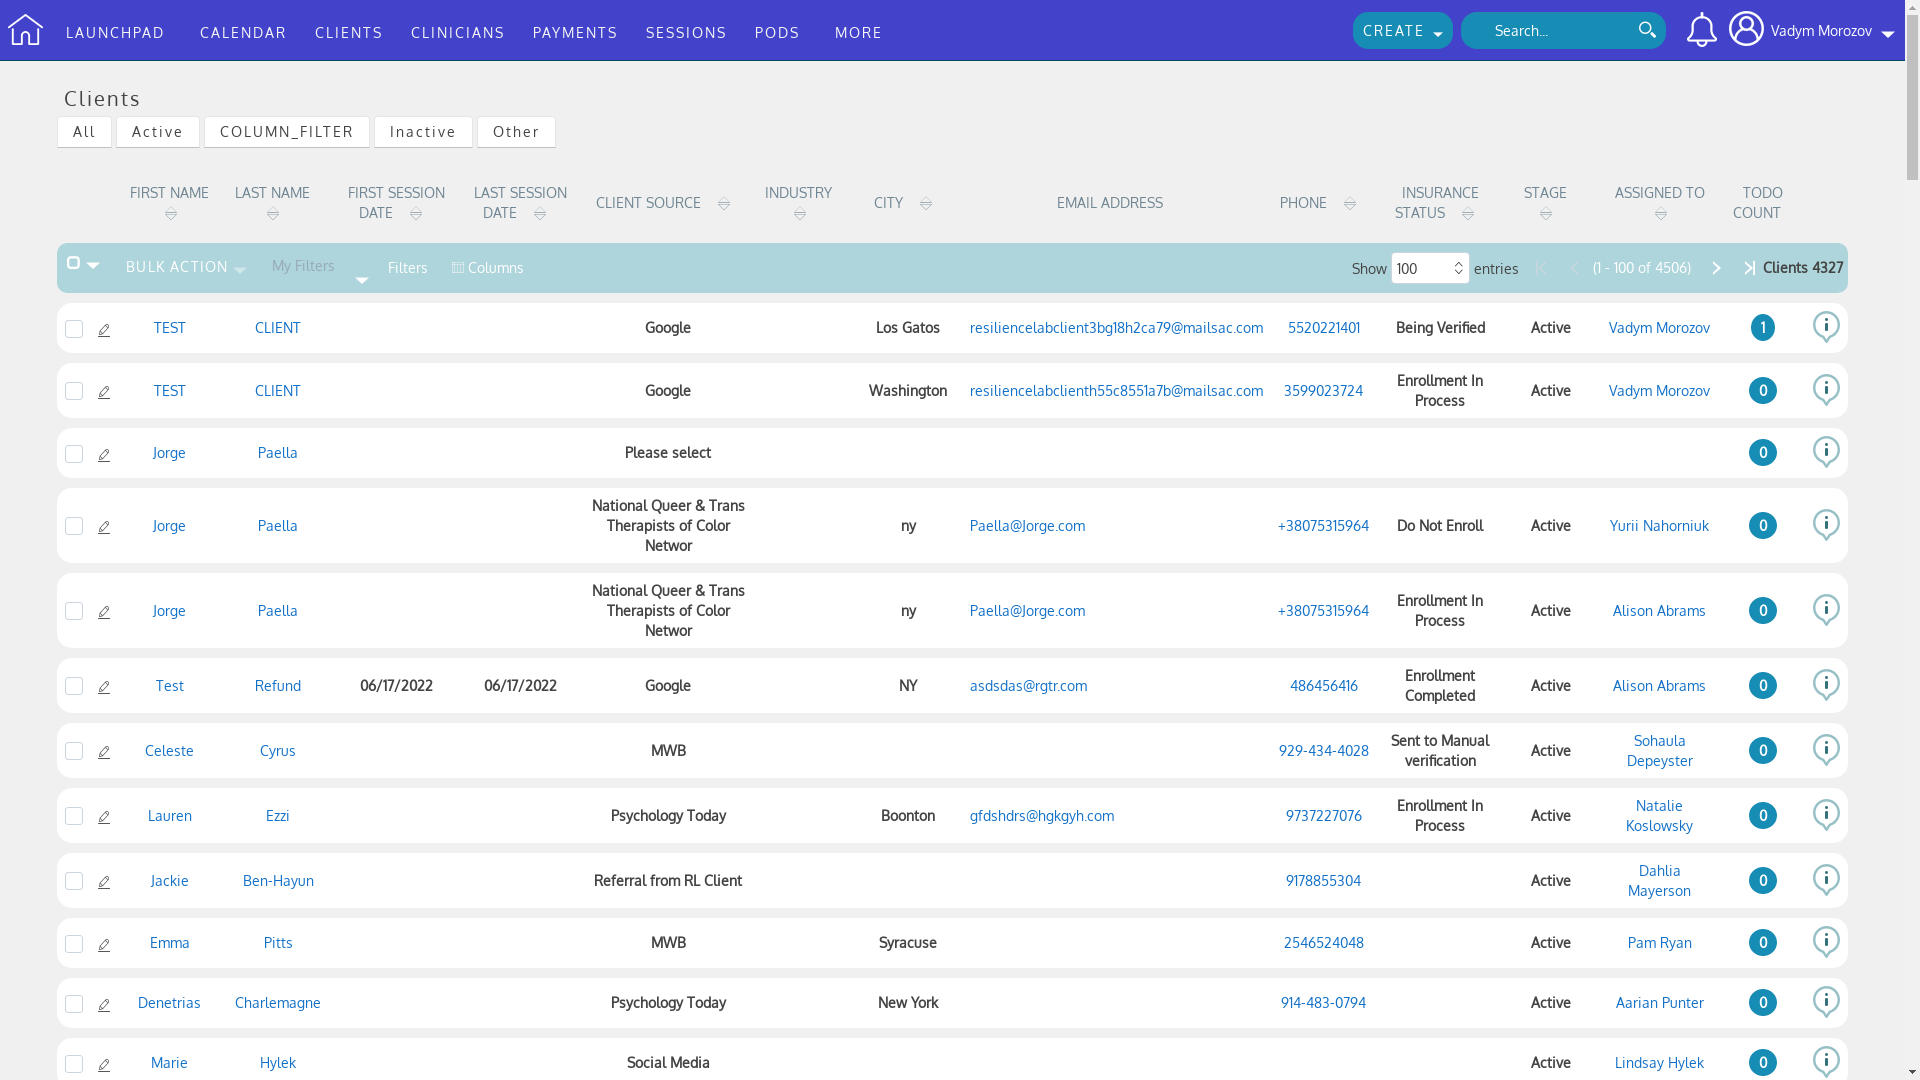 LAUNCHPAD CALENDAR CLIENTS CLINICIANS PAYMENTS SESSIONS PODS MORE CREATE Search... Vadym Morozov
Clients
All Active COLUMN_FILTER Inactive Other
FIRST NAME LAST NAME FIRST SESSION DATE LAST SESSION DATE CLIENT SOURCE INDUSTRY CITY EMAIL ADDRESS PHONE INSURANCE STATUS STAGE ASSIGNED TO TODO COUNT
BULK ACTION My Filters Filters Columns Show 100 entries (1 - 100 of 4506) Clients 4327
TEST CLIENT Google Los Gatos resiliencelabclient3bg18h2ca79@mailsac.com 5520221401 Being Verified Active Vadym Morozov 1
TEST CLIENT Google Washington resiliencelabclienth55c8551a7b@mailsac.com 3599023724 Enrollment In Process Active Vadym Morozov 0
Jorge Paella Please select 0
Jorge Paella National Queer & Trans Therapists of Color Networ ny Paella@Jorge.com +38075315964 Do Not Enroll Active Yurii Nahorniuk 0
Jorge Paella National Queer & Trans Therapists of Color Networ ny Paella@Jorge.com +38075315964 Enrollment In Process Active Alison Abrams 0
Test Refund 06/17/2022 06/17/2022 Google NY asdsdas@rgtr.com 486456416 Enrollment Completed Active Alison Abrams 0
Celeste Cyrus MWB 929-434-4028 Sent to Manual verification Active Sohaula Depeyster 0
Lauren Ezzi Psychology Today Boonton gfdshdrs@hgkgyh.com 9737227076 Enrollment In Process Active Natalie Koslowsky 0
Jackie Ben-Hayun Referral from RL Client 9178855304 Active Dahlia Mayerson 0
Emma Pitts MWB Syracuse 2546524048 Active Pam Ryan 0
Denetrias Charlemagne Psychology Today New York 914-483-0794 Active Aarian Punter 0
Marie Hylek Social Media Active Lindsay Hylek 0